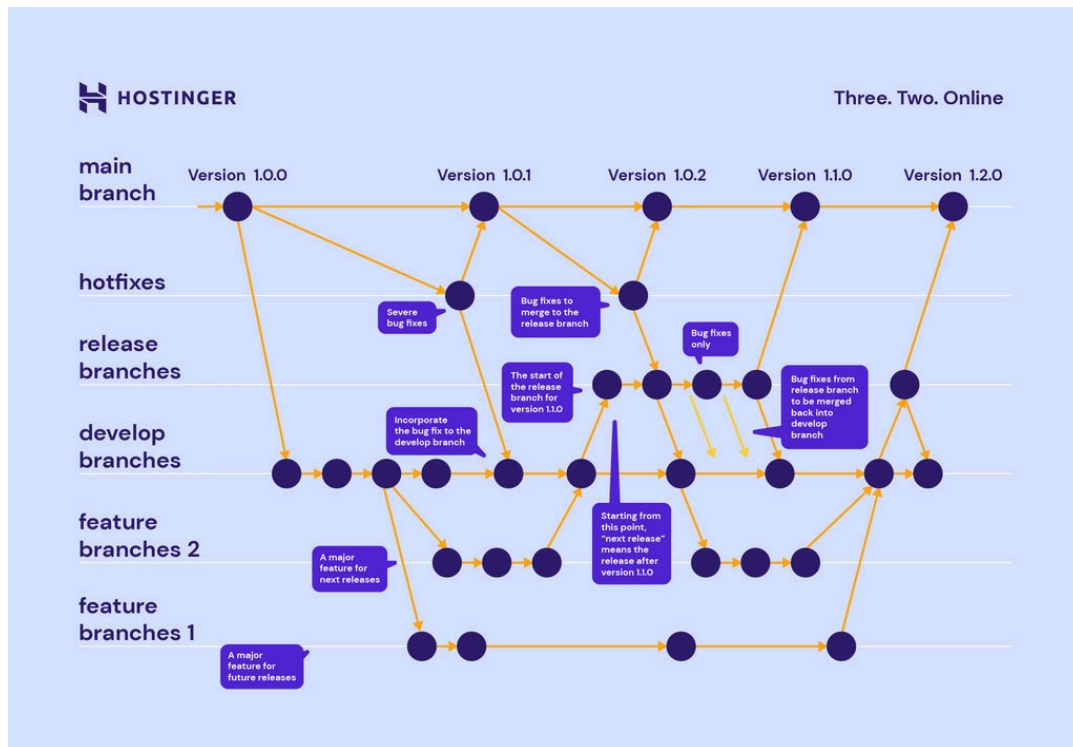 HOSTINGER
Three. Two. Online
main
branch
Version 1.0.0
Version 1.0.1
Version 1.0.2
Version 1.1.0
Version 1.2.0
hotfixes
Severe
bug fixes
Bug fixes to
merge to the
release branch
release
branches
Bug fixes
only
The start of
the release
branch for
version 1.1.0
Bug fixes from
release branch
to be merged
back into
develop
branch
develop
branches
Incorporate
the bug fix to the
develop branch
feature
branches 2
A major
feature for
next releases
Starting from
this point,
“next release”
means the
release after
version 1.1.0
feature
branches 1
A major
feature for
future releases